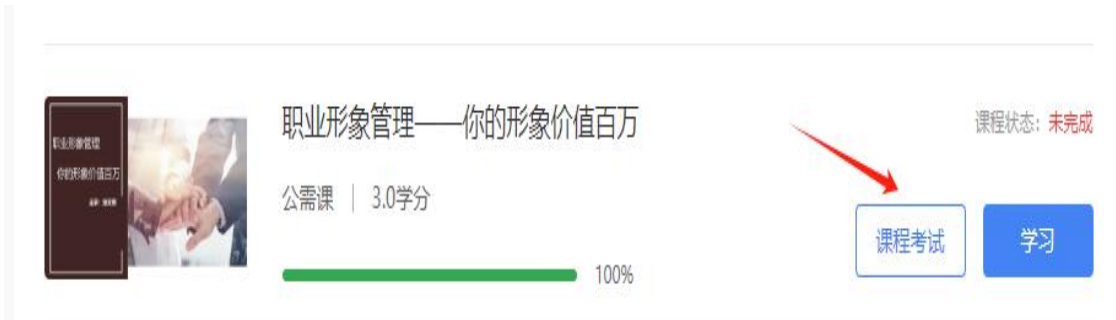 职业形象管理——你的形象价值百万
课程状态：未完成
职业形象管理
你的形象价值百万
公需课 | 3.0学分
课程考试
学习
100%